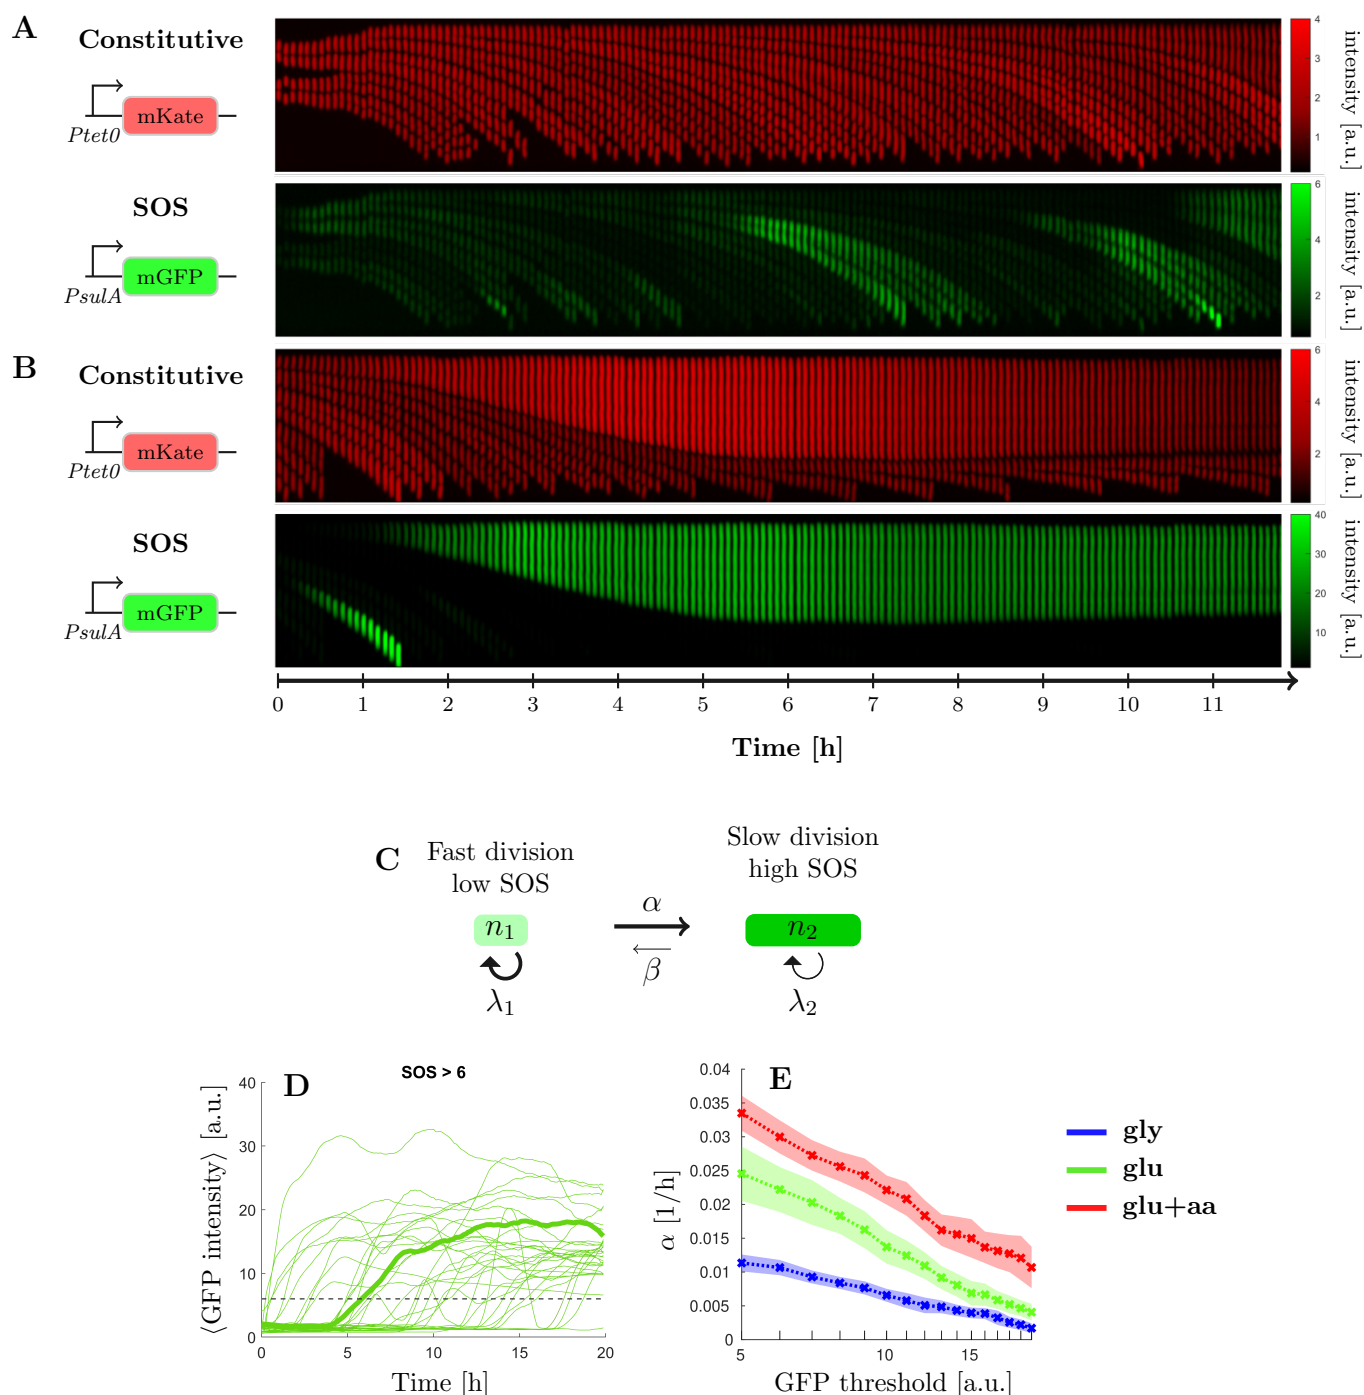 A
Constitutive
Ptet0
mKate
4
3
2
1
intensity [a.u.]
SOS
PsulA
mGFP
6
4
2
intensity [a.u.]
B
Constitutive
Ptet0
mKate
6
4
2
intensity [a.u.]
SOS
PsulA
mGFP
40
30
20
10
intensity [a.u.]
0 1 2 3 4 5 6 7 8 9 10 11
Time [h]
C
Fast division
low SOS
Slow division
high SOS
n1
α
β
n2
λ1
λ2
D
SOS > 6
⟨GFP intensity⟩ [a.u.]
40
30
20
10
0
0 5 10 15 20
Time [h]
E
α [1/h]
0.04
0.035
0.03
0.025
0.02
0.015
0.01
0.005
0
5 10 15
GFP threshold [a.u.]
gly
glu
glu+aa